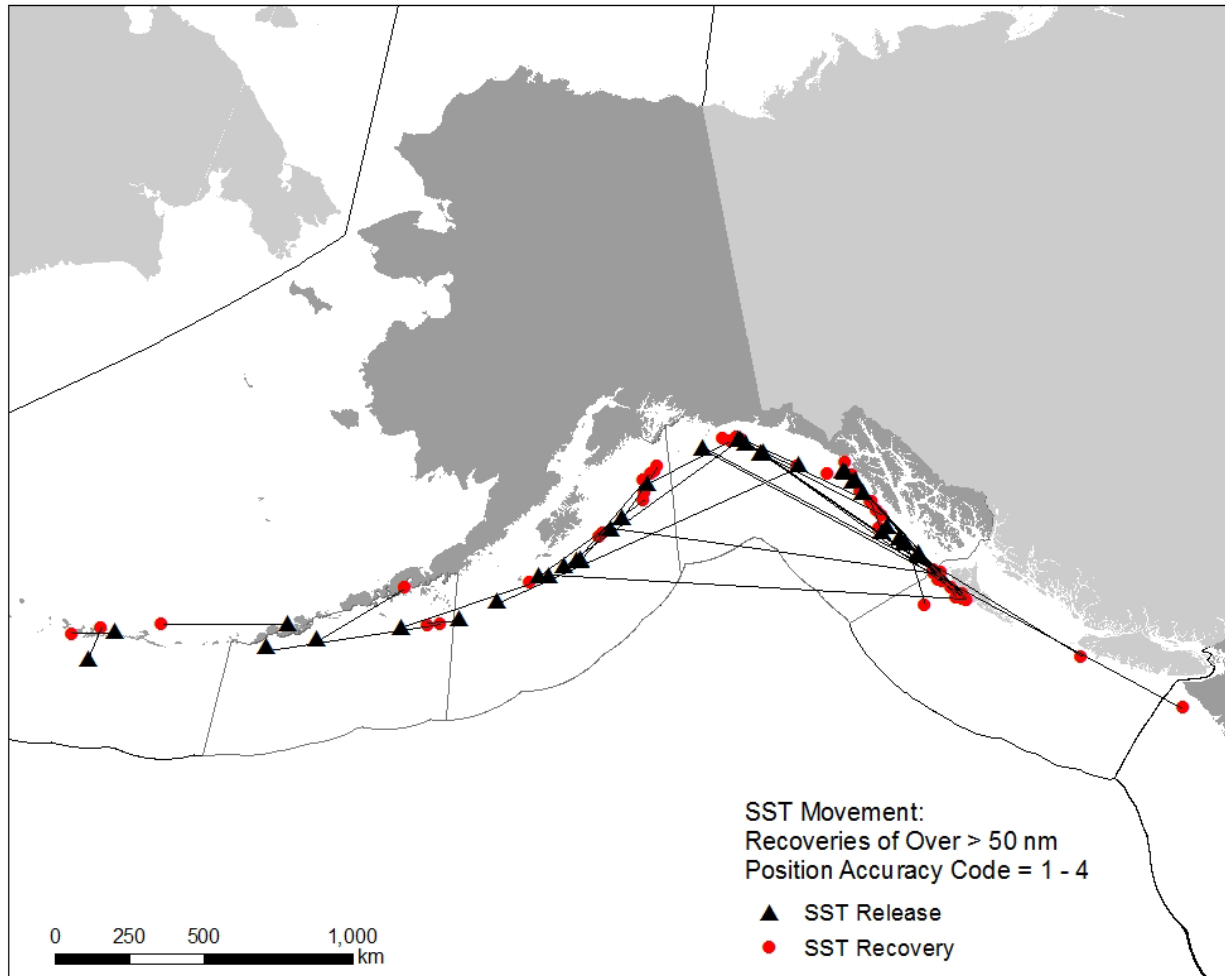 SST Movement:
Recoveries of Over > 50 nm
Position Accuracy Code = 1 - 4
SST Release
SST Recovery
0 250 500 1,000
km